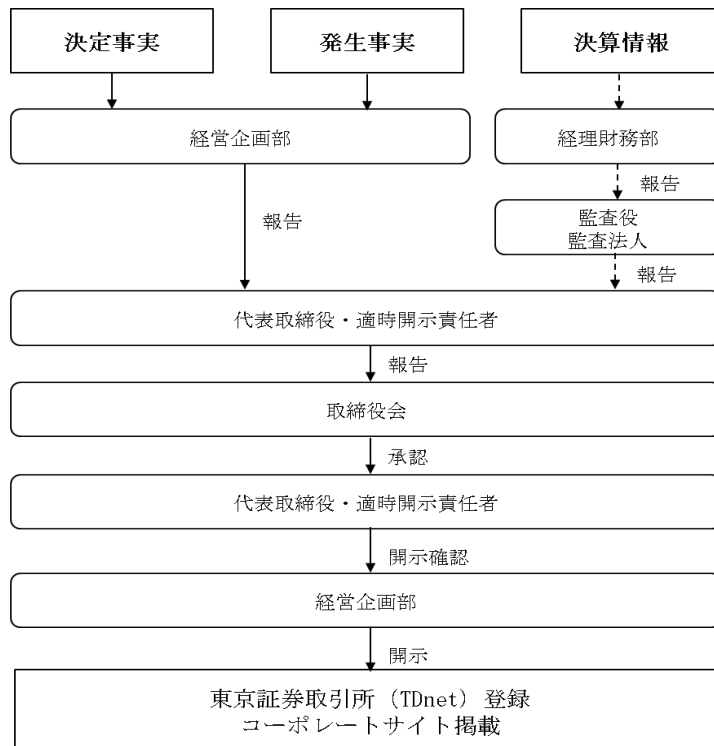 決定事実
発生事実
決算情報
経営企画部
経理財務部
報告
監査役
監査法人
報告
報告
代表取締役・適時開示責任者
報告
取締役会
承認
代表取締役・適時開示責任者
開示確認
経営企画部
開示
東京証券取引所（TDnet）登録
コーポレートサイト掲載